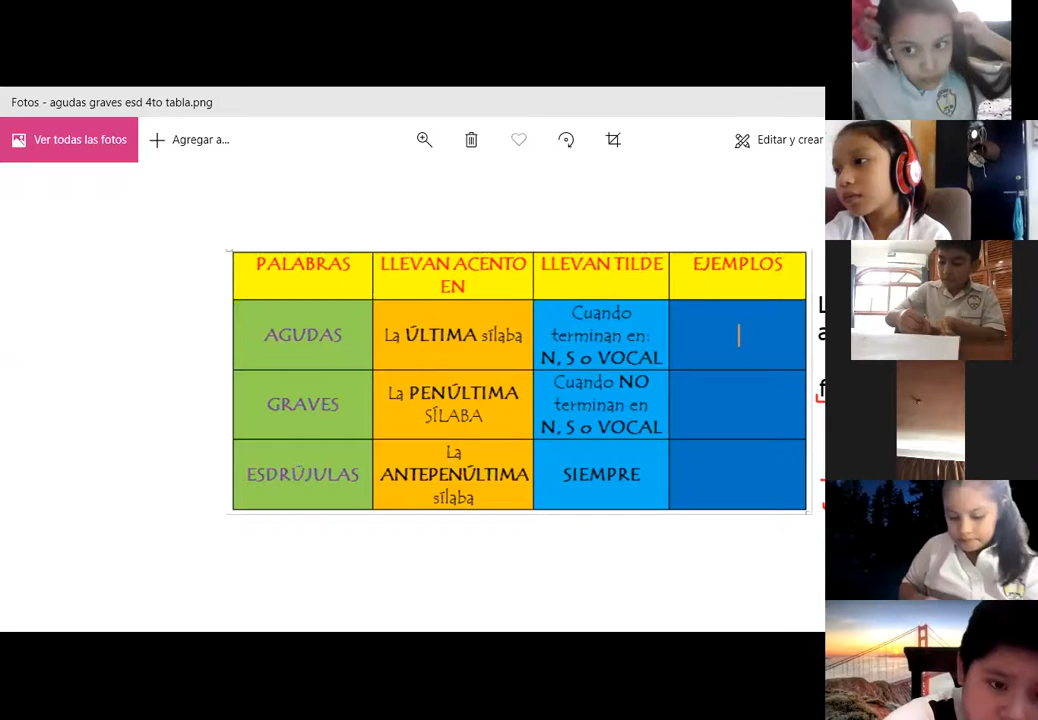 Fotos - agudas graves esd 4to tabla.png
Ver todas las fotos
Agregar a...
Editar y crear
PALABRAS
LLEVAN ACENTO
EN
LLEVAN TILDE
EJEMPLOS
AGUDAS
La ÚLTIMA sílaba
Cuando
terminan en:
N, S o VOCAL
GRAVES
La PENÚLTIMA
SÍLABA
Cuando NO
terminan en
N, S o VOCAL
ESDRÚJULAS
La
ANTEPENÚLTIMA
sílaba
SIEMPRE